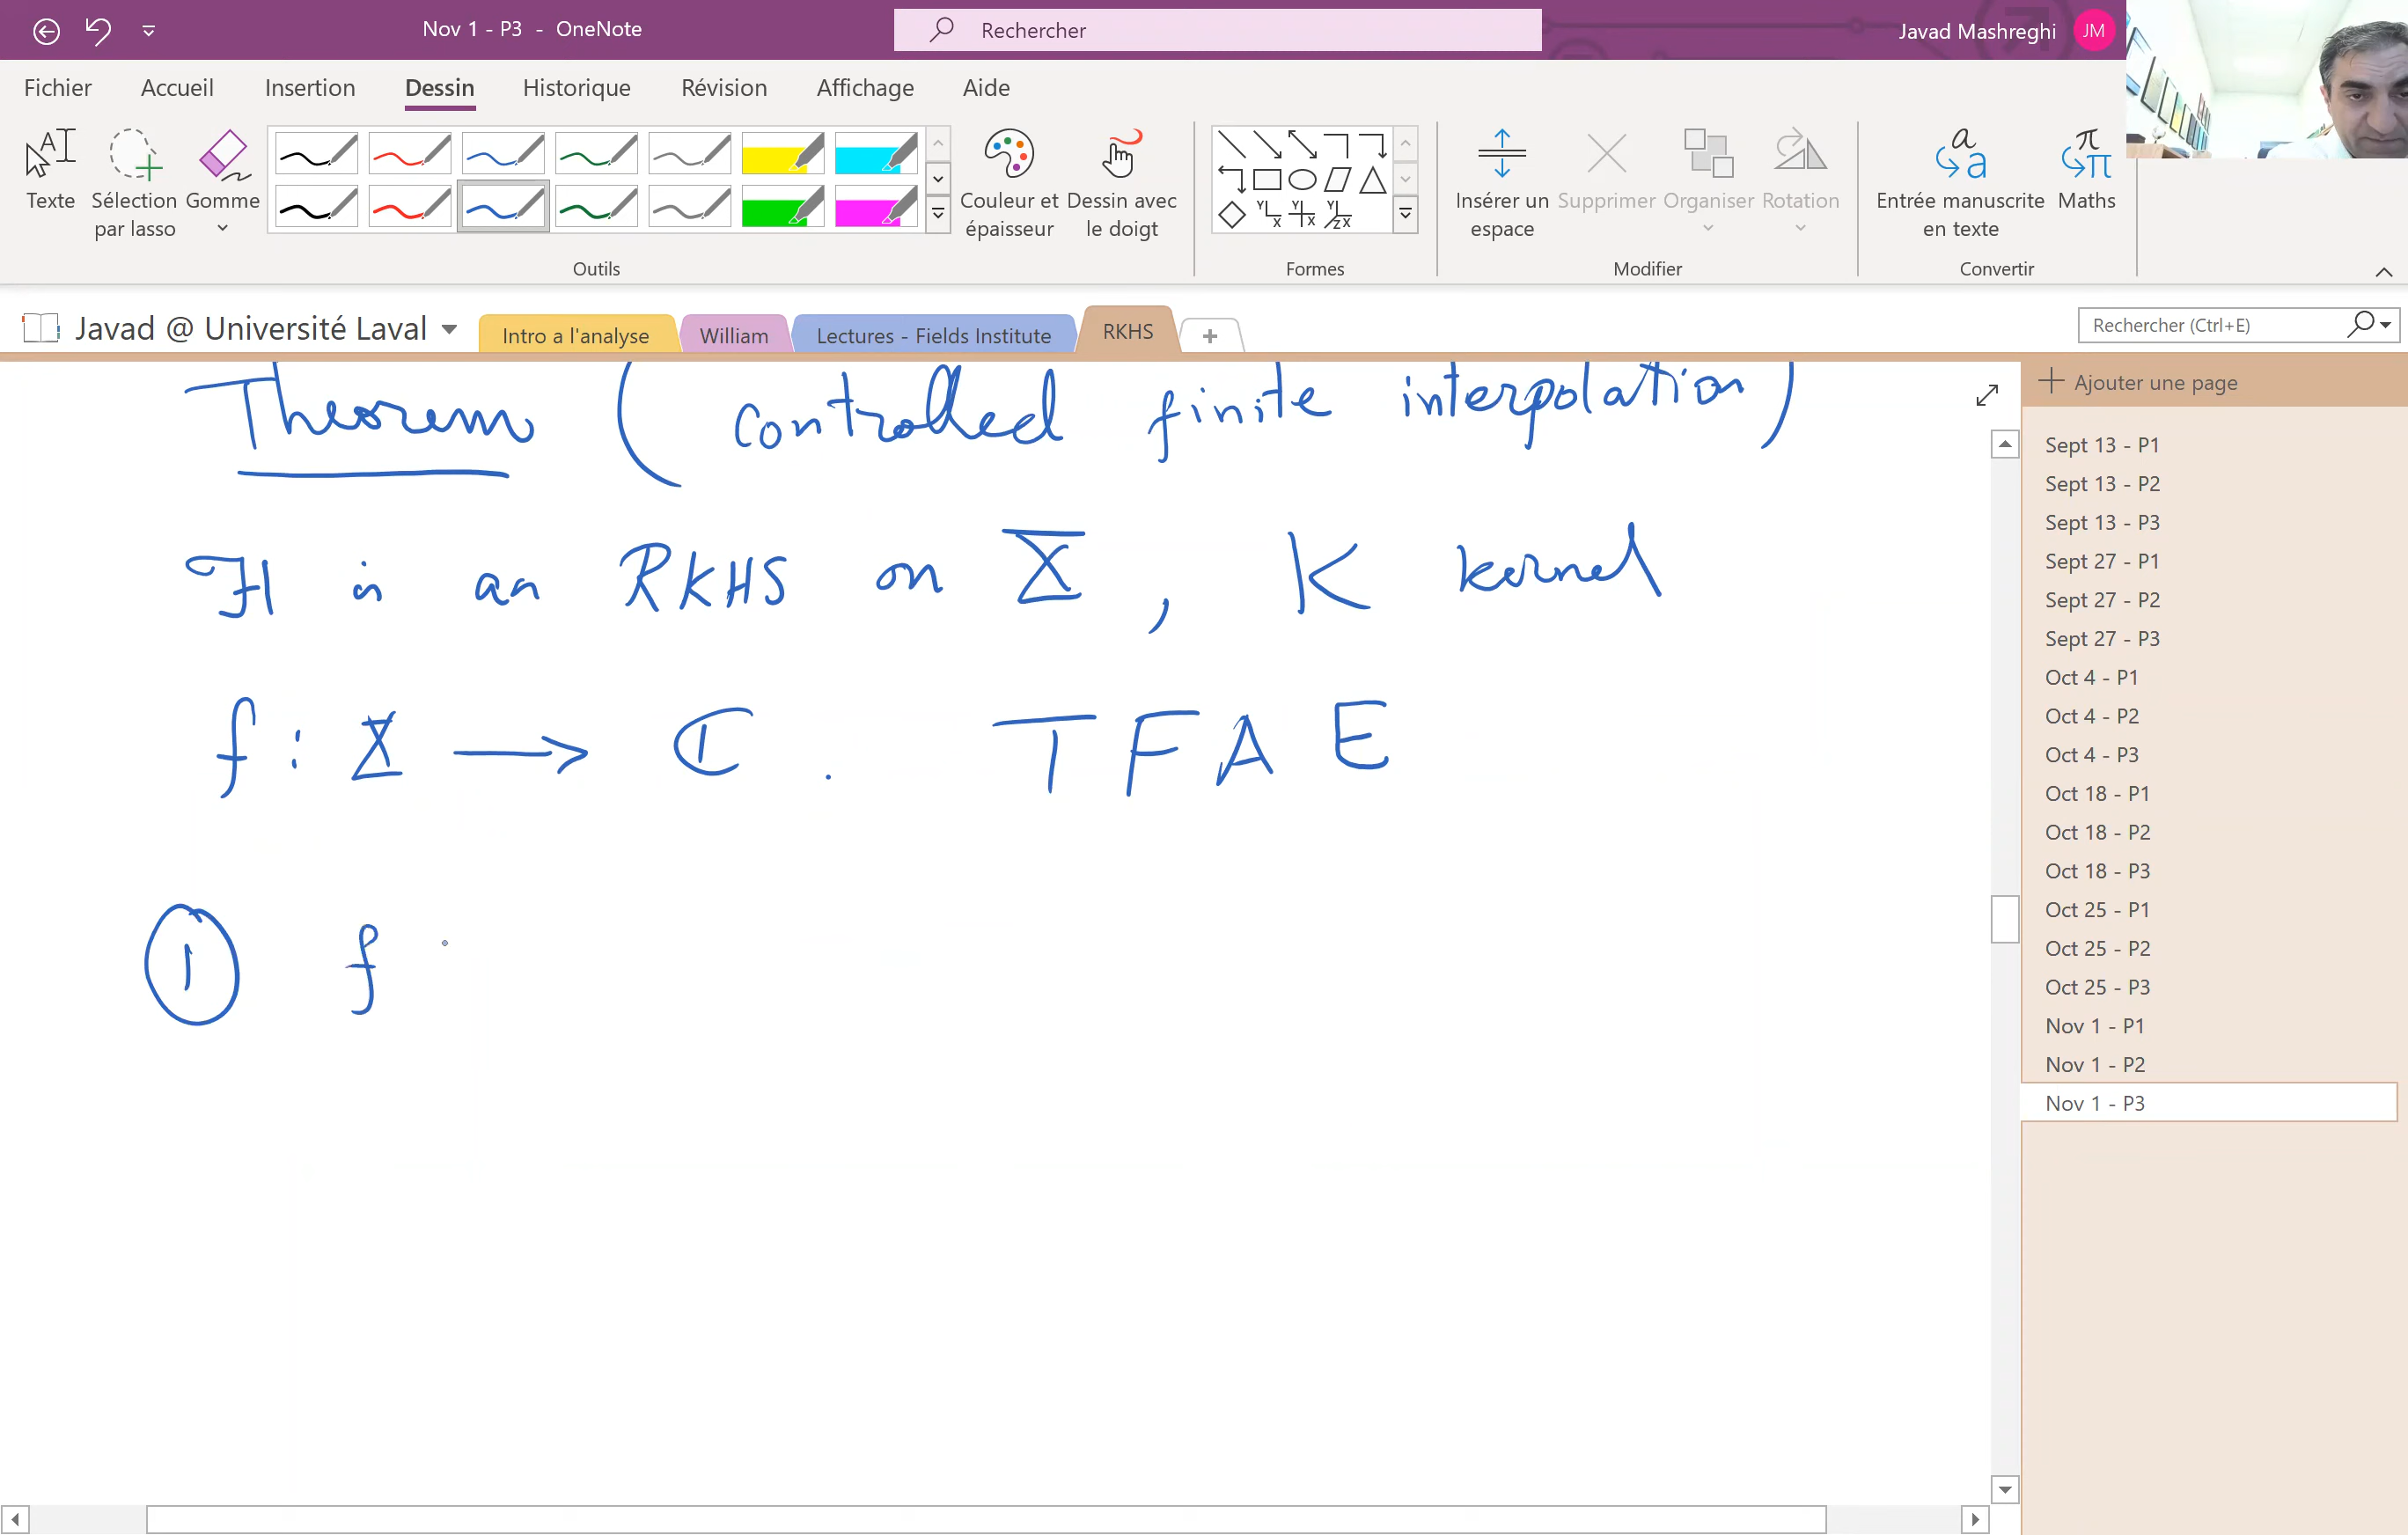 Nov 1 - P3 - OneNote
Rechercher
Javad Mashreghi JM
Fichier Accueil Insertion Dessin Historique Révision Affichage Aide
Texte
Sélection par lasso
Gomme
Couleur et épaisseur
Dessin avec le doigt
Insérer un espace
Supprimer
Organiser
Rotation
Entrée manuscrite en texte
Maths
Outils
Formes
Modifier
Convertir
Javad @ Université Laval
Intro a l'analyse
William
Lectures - Fields Institute
RKHS
Rechercher (Ctrl+E)
Theorem (controlled finite interpolation)
H is an RKHS on X, K kernel
f : X → ℂ. TFAE
① f
Ajouter une page
Sept 13 - P1
Sept 13 - P2
Sept 13 - P3
Sept 27 - P1
Sept 27 - P2
Sept 27 - P3
Oct 4 - P1
Oct 4 - P2
Oct 4 - P3
Oct 18 - P1
Oct 18 - P2
Oct 18 - P3
Oct 25 - P1
Oct 25 - P2
Oct 25 - P3
Nov 1 - P1
Nov 1 - P2
Nov 1 - P3